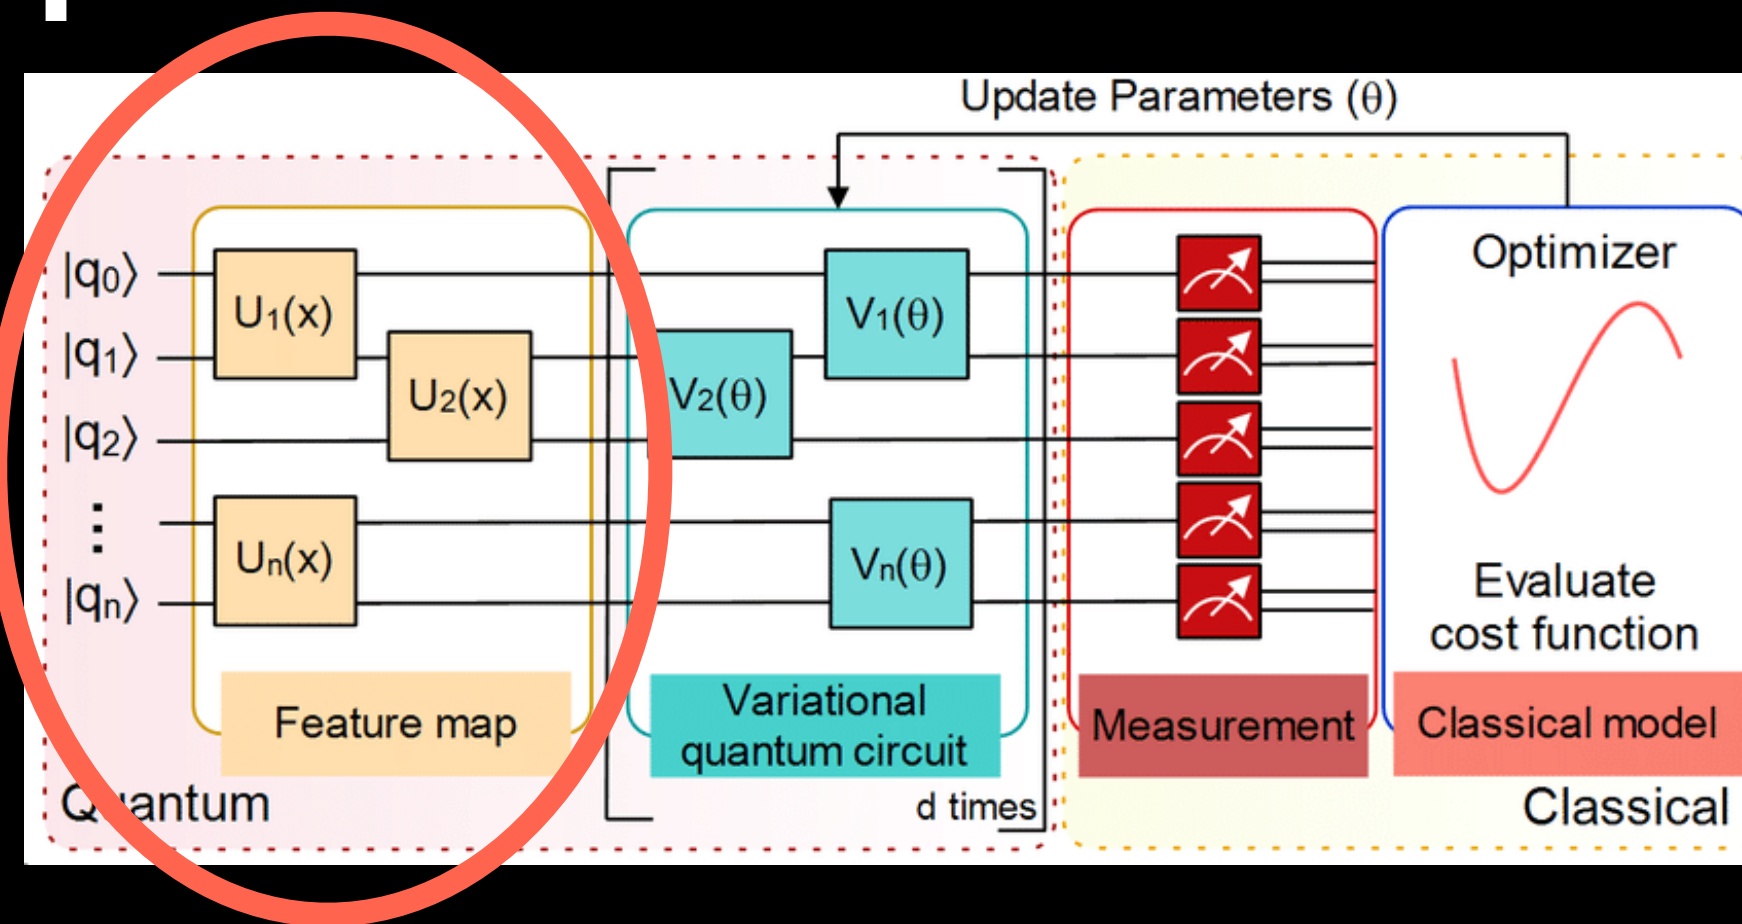 Update Parameters (θ)
|q₀⟩
|q₁⟩
|q₂⟩
⋮
|qₙ⟩
U₁(x)
U₂(x)
Uₙ(x)
Feature map
Quantum
V₁(θ)
V₂(θ)
Vₙ(θ)
Variational
quantum circuit
d times
Measurement
Optimizer
Evaluate
cost function
Classical model
Classical